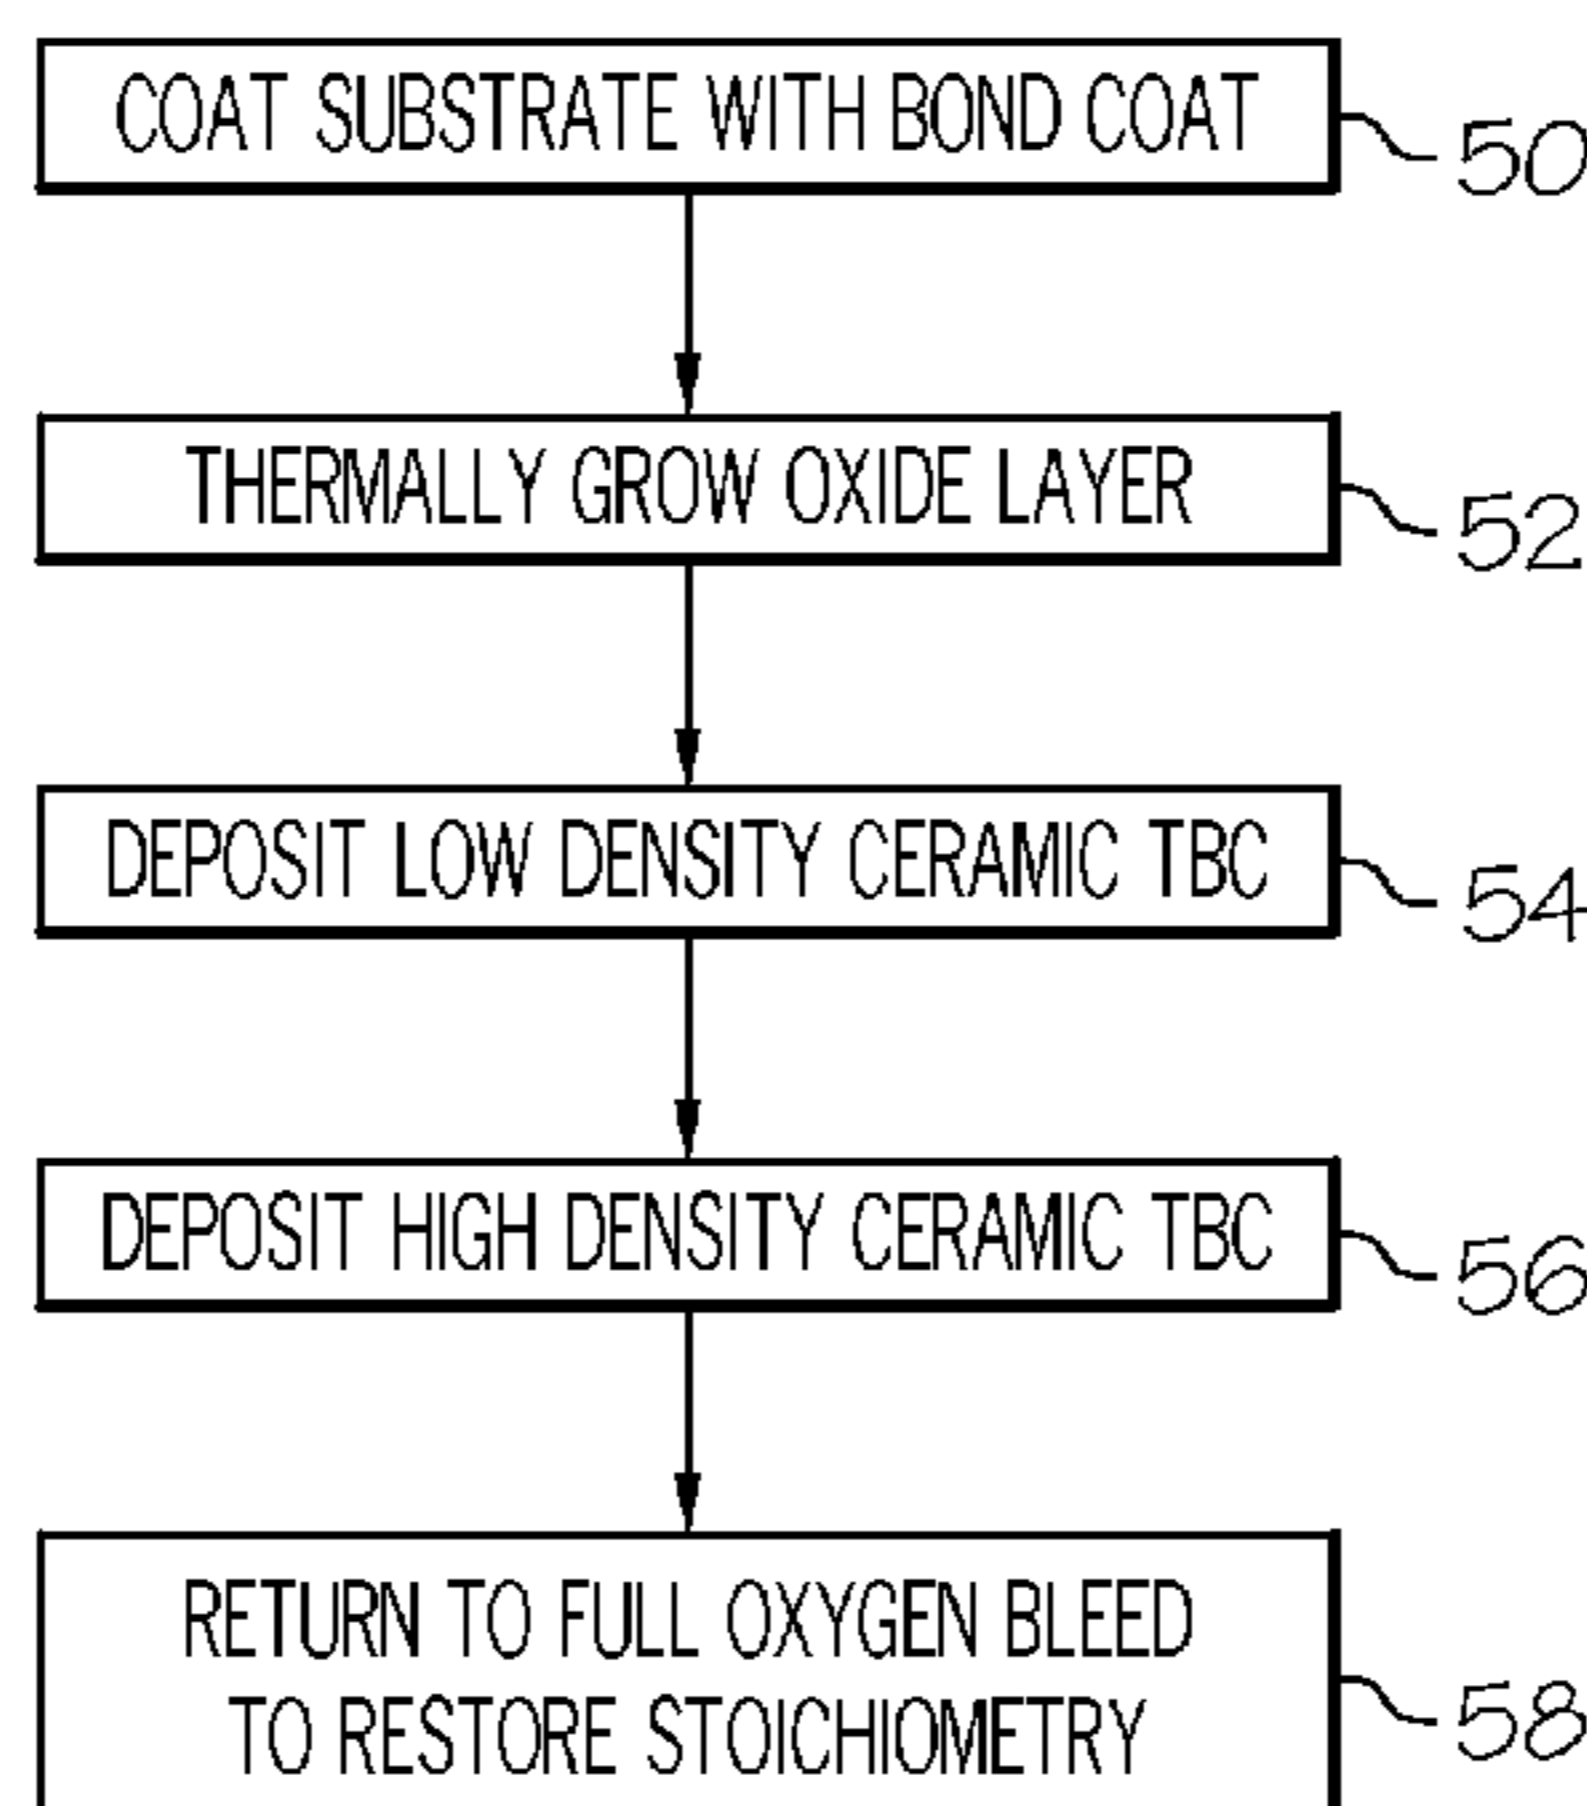 COAT SUBSTRATE WITH BOND COAT
50
THERMALLY GROW OXIDE LAYER
52
DEPOSIT LOW DENSITY CERAMIC TBC
54
DEPOSIT HIGH DENSITY CERAMIC TBC
56
RETURN TO FULL OXYGEN BLEED
TO RESTORE STOICHIOMETRY
58